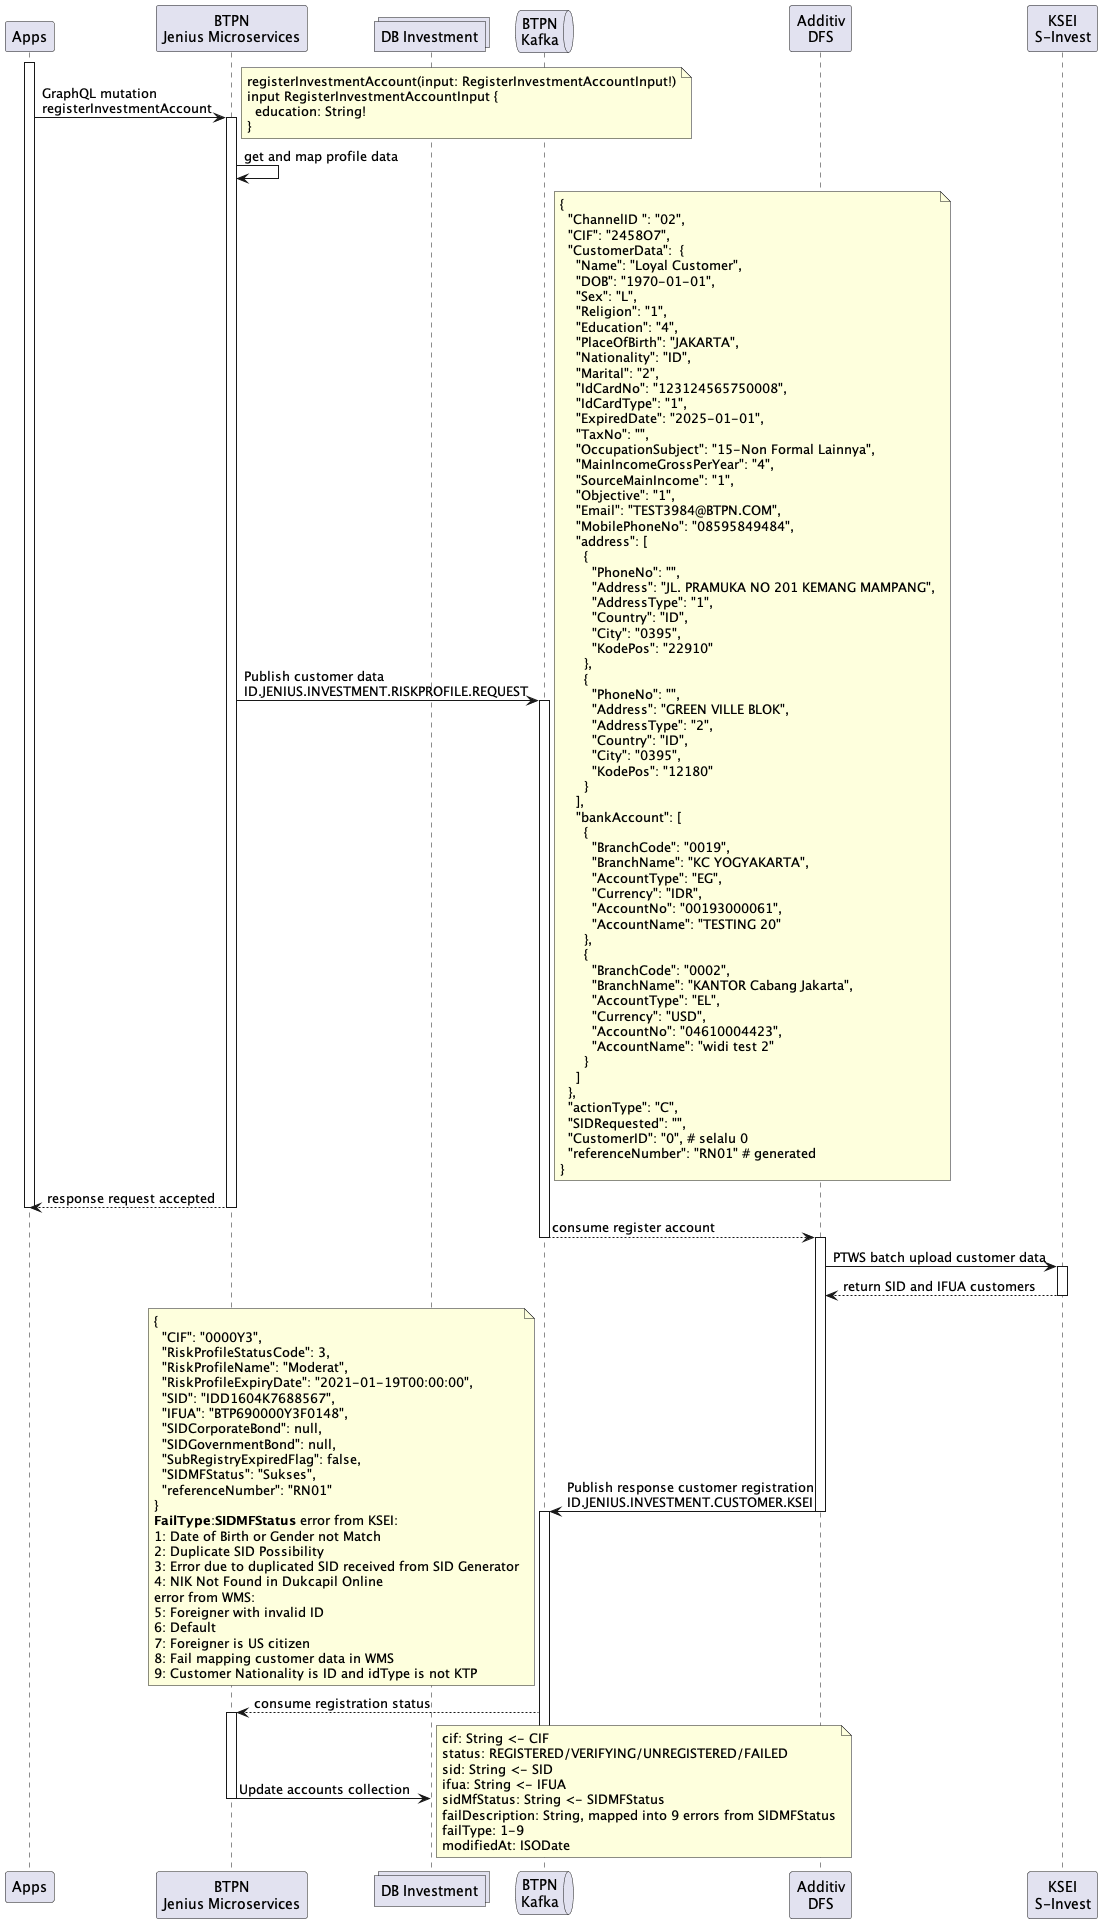 Apps
BTPN
Jenius Microservices
DB Investment
BTPN
Kafka
Additiv
DFS
KSEI
S-Invest
GraphQL mutation
registerInvestmentAccount
registerInvestmentAccount(input: RegisterInvestmentAccountInput!)
input RegisterInvestmentAccountInput {
  education: String!
}
get and map profile data
Publish customer data
ID.JENIUS.INVESTMENT.RISKPROFILE.REQUEST
{
  "ChannelID ": "02",
  "CIF": "2458O7",
  "CustomerData":  {
    "Name": "Loyal Customer",
    "DOB": "1970-01-01",
    "Sex": "L",
    "Religion": "1",
    "Education": "4",
    "PlaceOfBirth": "JAKARTA",
    "Nationality": "ID",
    "Marital": "2",
    "IdCardNo": "123124565750008",
    "IdCardType": "1",
    "ExpiredDate": "2025-01-01",
    "TaxNo": "",
    "OccupationSubject": "15-Non Formal Lainnya",
    "MainIncomeGrossPerYear": "4",
    "SourceMainIncome": "1",
    "Objective": "1",
    "Email": "TEST3984@BTPN.COM",
    "MobilePhoneNo": "08595849484",
    "address": [
      {
        "PhoneNo": "",
        "Address": "JL. PRAMUKA NO 201 KEMANG MAMPANG",
        "AddressType": "1",
        "Country": "ID",
        "City": "0395",
        "KodePos": "22910"
      },
      {
        "PhoneNo": "",
        "Address": "GREEN VILLE BLOK",
        "AddressType": "2",
        "Country": "ID",
        "City": "0395",
        "KodePos": "12180"
      }
    ],
    "bankAccount": [
      {
        "BranchCode": "0019",
        "BranchName": "KC YOGYAKARTA",
        "AccountType": "EG",
        "Currency": "IDR",
        "AccountNo": "00193000061",
        "AccountName": "TESTING 20"
      },
      {
        "BranchCode": "0002",
        "BranchName": "KANTOR Cabang Jakarta",
        "AccountType": "EL",
        "Currency": "USD",
        "AccountNo": "04610004423",
        "AccountName": "widi test 2"
      }
    ]
  },
  "actionType": "C",
  "SIDRequested": "",
  "CustomerID": "0", # selalu 0
  "referenceNumber": "RN01" # generated
}
response request accepted
consume register account
PTWS batch upload customer data
return SID and IFUA customers
{
  "CIF": "0000Y3",
  "RiskProfileStatusCode": 3,
  "RiskProfileName": "Moderat",
  "RiskProfileExpiryDate": "2021-01-19T00:00:00",
  "SID": "IDD1604K7688567",
  "IFUA": "BTP690000Y3F0148",
  "SIDCorporateBond": null,
  "SIDGovernmentBond": null,
  "SubRegistryExpiredFlag": false,
  "SIDMFStatus": "Sukses",
  "referenceNumber": "RN01"
}
FailType:SIDMFStatus error from KSEI:
1: Date of Birth or Gender not Match
2: Duplicate SID Possibility
3: Error due to duplicated SID received from SID Generator
4: NIK Not Found in Dukcapil Online
error from WMS:
5: Foreigner with invalid ID
6: Default
7: Foreigner is US citizen
8: Fail mapping customer data in WMS
9: Customer Nationality is ID and idType is not KTP
Publish response customer registration
ID.JENIUS.INVESTMENT.CUSTOMER.KSEI
consume registration status
Update accounts collection
cif: String <- CIF
status: REGISTERED/VERIFYING/UNREGISTERED/FAILED
sid: String <- SID
ifua: String <- IFUA
sidMfStatus: String <- SIDMFStatus
failDescription: String, mapped into 9 errors from SIDMFStatus
failType: 1-9
modifiedAt: ISODate
Apps
BTPN
Jenius Microservices
DB Investment
BTPN
Kafka
Additiv
DFS
KSEI
S-Invest